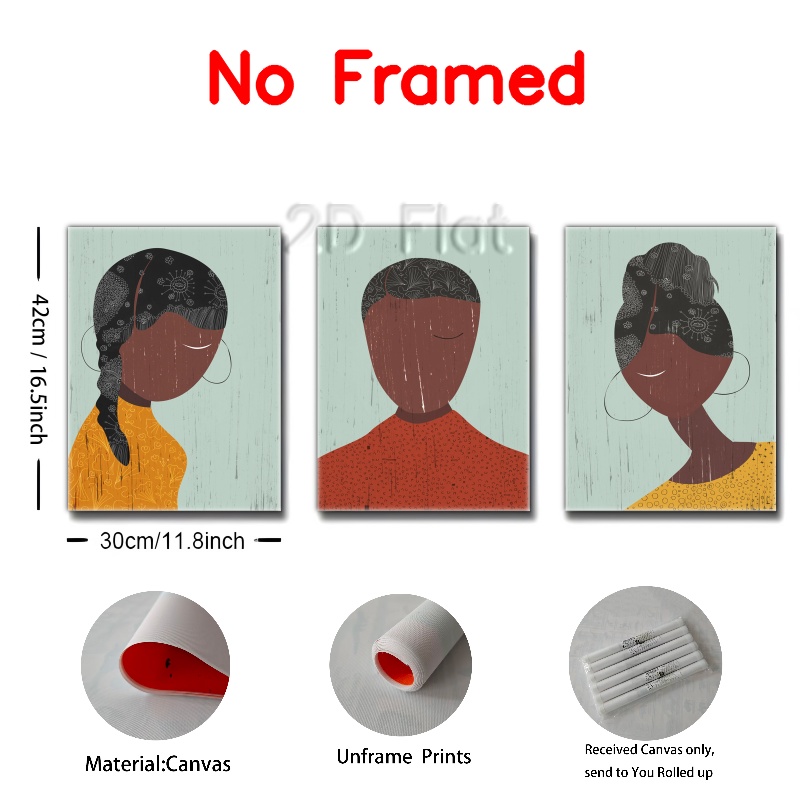 No Framed
2D Flat
42cm / 16.5inch
30cm/11.8inch
Material:Canvas
Unframe Prints
Received Canvas only,
send to You Rolled up